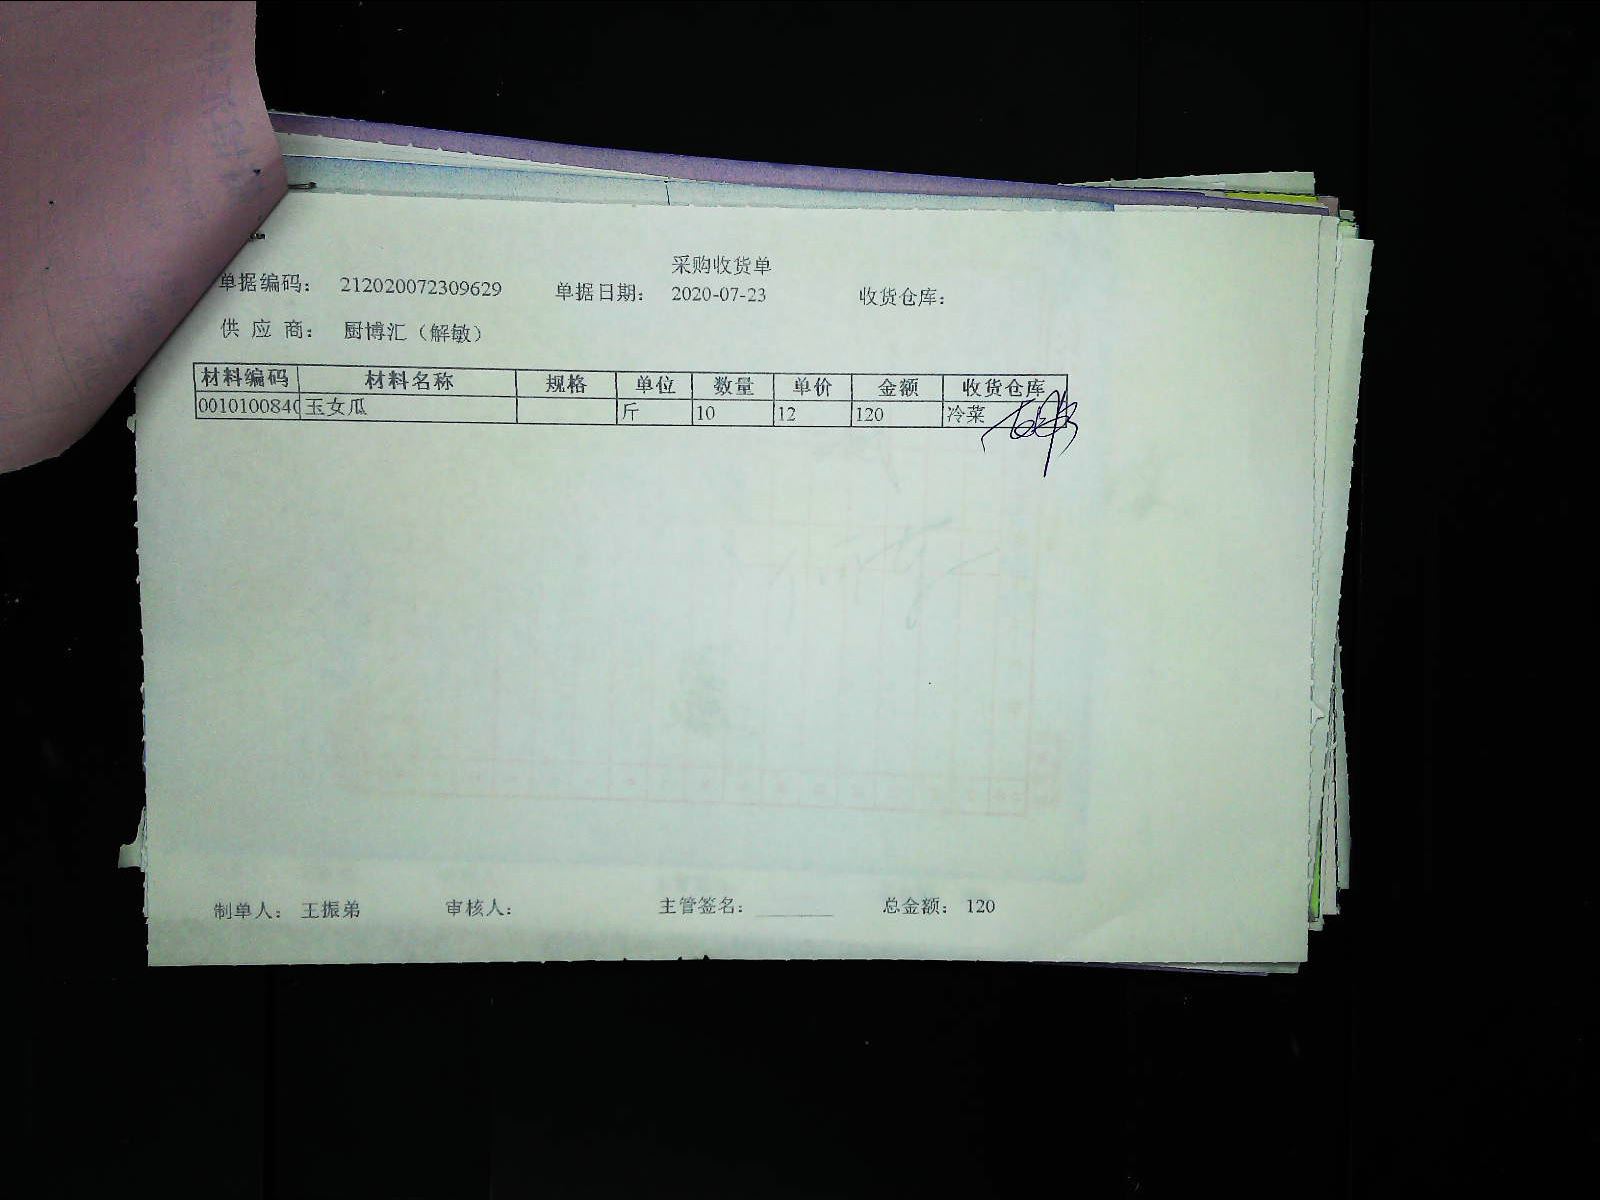 采购收货单
单据编码: 212020072309629 单据日期: 2020-07-23 收货仓库:
供 应 商: 厨博汇（解敏）
材料编码 材料名称 规格 单位 数量 单价 金额 收货仓库
0010100840 玉女瓜 斤 10 12 120 冷菜
制单人: 王振弟 审核人: 主管签名: 总金额: 120